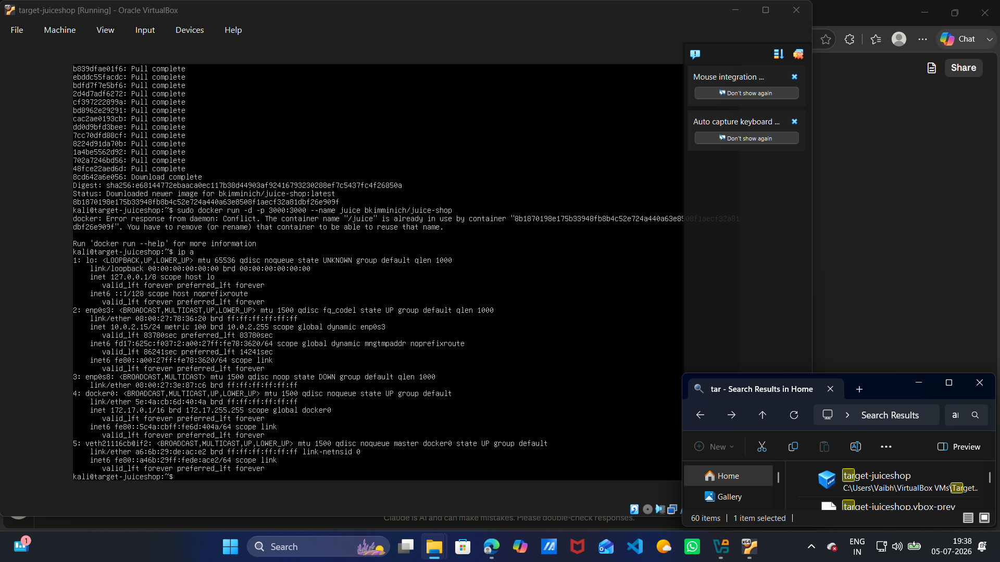 target-juiceshop [Running] - Oracle VirtualBox
File Machine View Input Devices Help
b839dfae01f6: Pull complete
ebddc55facdc: Pull complete
bdfd7f7e5bf6: Pull complete
2d4d7adf6272: Pull complete
cf397222899a: Pull complete
bd8962e29291: Pull complete
cac2ae0193cb: Pull complete
dd0d9bfd3bee: Pull complete
7cc70dfd88cf: Pull complete
8224d91da70b: Pull complete
1a4be5562d92: Pull complete
702a7246bd56: Pull complete
48fce22aed6d: Pull complete
8cd642a6e056: Download complete
Digest: sha256:e68144772ebaaca0ec117b38d44903af92416793230288ef7c5437fc4f26850a
Status: Downloaded newer image for bkimminich/juice-shop:latest
8b1870198e175b33948fb8b4c52e724a440a63e8508f1aecf32a81dbf26e909f
kali@target-juiceshop:~$ sudo docker run -d -p 3000:3000 --name juice bkimminich/juice-shop
docker: Error response from daemon: Conflict. The container name "/juice" is already in use by container "8b1870198e175b33948fb8b4c52e724a440a63e8508f1aecf32a81
dbf26e909f". You have to remove (or rename) that container to be able to reuse that name.
Run 'docker run --help' for more information
kali@target-juiceshop:~$ ip a
1: lo: <LOOPBACK,UP,LOWER_UP> mtu 65536 qdisc noqueue state UNKNOWN group default qlen 1000
link/loopback 00:00:00:00:00:00 brd 00:00:00:00:00:00
inet 127.0.0.1/8 scope host lo
valid_lft forever preferred_lft forever
inet6 ::1/128 scope host noprefixroute
valid_lft forever preferred_lft forever
2: enp0s3: <BROADCAST,MULTICAST,UP,LOWER_UP> mtu 1500 qdisc fq_codel state UP group default qlen 1000
link/ether 08:00:27:78:36:20 brd ff:ff:ff:ff:ff:ff
inet 10.0.2.15/24 metric 100 brd 10.0.2.255 scope global dynamic enp0s3
valid_lft 83780sec preferred_lft 83780sec
inet6 fd17:625c:f037:2:a00:27ff:fe78:3620/64 scope global dynamic mngtmpaddr noprefixroute
valid_lft 86241sec preferred_lft 14241sec
inet6 fe80::a00:27ff:fe78:3620/64 scope link
valid_lft forever preferred_lft forever
3: enp0s8: <BROADCAST,MULTICAST> mtu 1500 qdisc noop state DOWN group default qlen 1000
link/ether 08:00:27:3e:87:c6 brd ff:ff:ff:ff:ff:ff
4: docker0: <BROADCAST,MULTICAST,UP,LOWER_UP> mtu 1500 qdisc noqueue state UP group default
link/ether 5e:4a:cb:6d:40:4a brd ff:ff:ff:ff:ff:ff
inet 172.17.0.1/16 brd 172.17.255.255 scope global docker0
valid_lft forever preferred_lft forever
inet6 fe80::5c4a:cbff:fe6d:404a/64 scope link
valid_lft forever preferred_lft forever
5: veth21116cb@if2: <BROADCAST,MULTICAST,UP,LOWER_UP> mtu 1500 qdisc noqueue master docker0 state UP group default
link/ether a6:6b:29:de:ac:e2 brd ff:ff:ff:ff:ff:ff link-netnsid 0
inet6 fe80::a46b:29ff:fede:ace2/64 scope link
valid_lft forever preferred_lft forever
kali@target-juiceshop:~$
Mouse integration ...
Don't show again
Auto capture keyboard ...
Don't show again
Chat
Share
tar - Search Results in Home
Search Results
ar
New
Preview
Home
Gallery
target-juiceshop
C:\Users\Vaibh\VirtualBox VMs\Target..
target-juiceshop.vbox-prev
60 items 1 item selected
Claude is AI and can make mistakes. Please double-check responses.
1
Search
x64
ENG
IN
19:38
05-07-2026